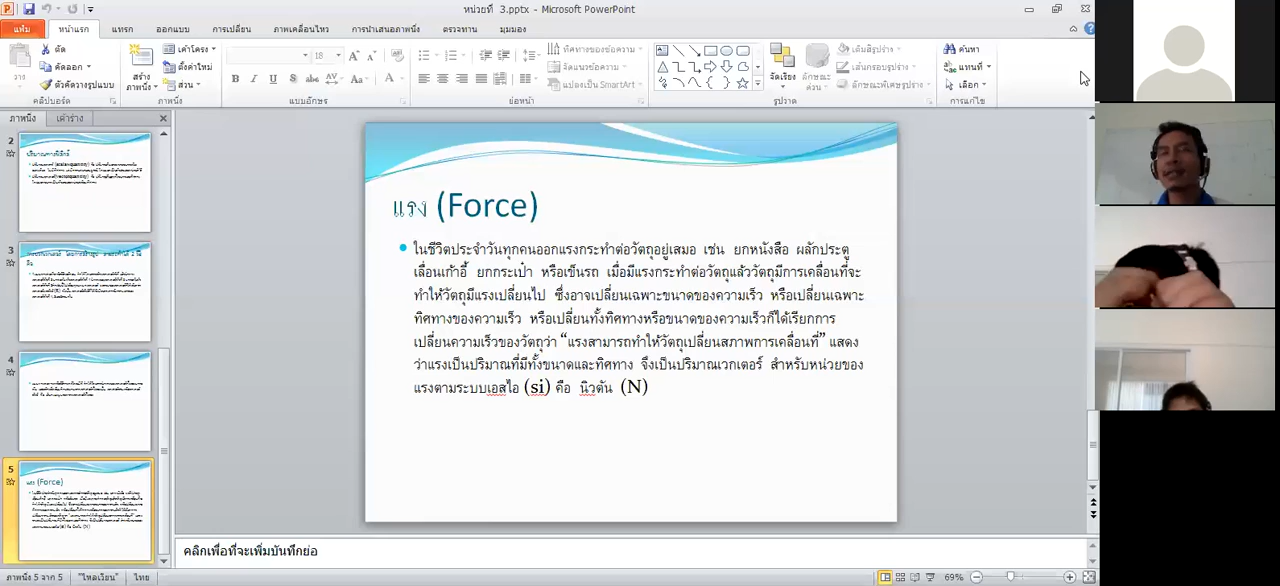 หน่วยที่ 3.pptx - Microsoft PowerPoint
แฟ้ม หน้าแรก แทรก ออกแบบ การเปลี่ยน ภาพเคลื่อนไหว การนำเสนอภาพนิ่ง ตรวจทาน มุมมอง
วาง
ตัด
คัดลอก
ตัวคัดวางรูปแบบ
คลิปบอร์ด
สร้างภาพนิ่ง
เค้าโครง
ตั้งค่าใหม่
ส่วน
ภาพนิ่ง
18
B I U S abc AV Aa A
แบบอักษร
ทิศทางของข้อความ
จัดแนวข้อความ
แปลงเป็น SmartArt
ย่อหน้า
จัดเรียง
ลักษณะด่วน
เติมสีรูปร่าง
เส้นกรอบรูปร่าง
ลักษณะพิเศษรูปร่าง
รูปวาด
ค้นหา
แทนที่
เลือก
การแก้ไข
ภาพนิ่ง เค้าร่าง
2
3
4
5
แรง (Force)
แรง (Force)
ในชีวิตประจำวันทุกคนออกแรงกระทำต่อวัตถุอยู่เสมอ เช่น ยกหนังสือ ผลักประตู
เลื่อนเก้าอี้ ยกกระเป๋า หรือเข็นรถ เมื่อมีแรงกระทำต่อวัตถุแล้ววัตถุมีการเคลื่อนที่จะ
ทำให้วัตถุมีแรงเปลี่ยนไป ซึ่งอาจเปลี่ยนเฉพาะขนาดของความเร็ว หรือเปลี่ยนเฉพาะ
ทิศทางของความเร็ว หรือเปลี่ยนทั้งทิศทางหรือขนาดของความเร็วก็ได้เรียกการ
เปลี่ยนความเร็วของวัตถุว่า “แรงสามารถทำให้วัตถุเปลี่ยนสภาพการเคลื่อนที่” แสดง
ว่าแรงเป็นปริมาณที่มีทั้งขนาดและทิศทาง จึงเป็นปริมาณเวกเตอร์ สำหรับหน่วยของ
แรงตามระบบเอสไอ (si) คือ นิวตัน (N)
คลิกเพื่อที่จะเพิ่มบันทึกย่อ
ภาพนิ่ง 5 จาก 5 "ไหลเวียน" ไทย 69%